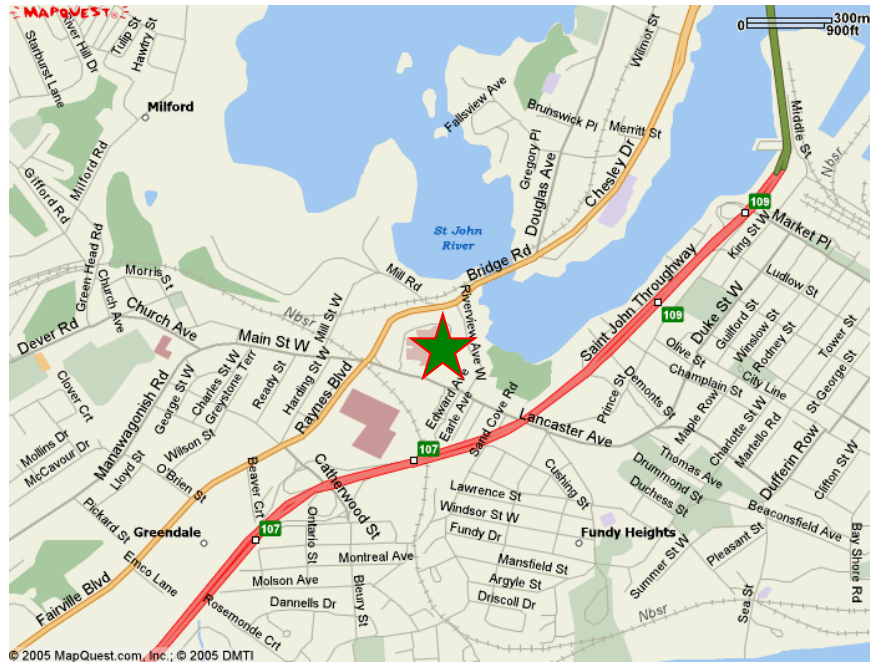 MAPQUEST
300m
0
900ft
River Hill Dr
Tulip St
Hawtry St
Starburst Lane
Wilmot St
Milford
Fallsview Ave
Brunswick Pl
Merritt St
Middle St
Nbsr
Milford Rd
Gifford Rd
Gregory Pl
Douglas Ave
Chesley Dr
109
Market Pl
King St W
St John
River
Bridge Rd
Green Head Rd
Morris St
Mill Rd
Church Ave
Church Ave
Nbsr
Riverview Ave W
Saint John Throughway
109
Ludlow St
Duke St W
Guilford St
Winslow St
Rodney St
Tower St
Dever Rd
Main St W
Mill St W
Olive St
City Line
St George St
Champlain St
Manawagonish Rd
George St W
Charles St W
Greystone Terr
Ready St
Harding St W
Raynes Blvd
Edward Ave
Earle Ave
Sand Cove Rd
Lancaster Ave
Prince St
Demonts St
Maple Row
Charlotte St W
Martello Rd
Dufferin Row
Clifton St W
Clover Crt
Mollins Dr
McCavour Dr
Lloyd St
Wilson St
O'Brien St
Beaver Crt
Catherwood St
107
Thomas Ave
Drummond St
Duchess St
Cushing St
Lawrence St
Windsor St W
Fundy Dr
Beaconsfield Ave
Pickard St
Greendale
107
Ontario St
Montreal Ave
Mansfield St
Fundy Heights
Pleasant St
Summer St W
Bay Shore Rd
Emco Lane
Molson Ave
Bleury St
Argyle St
Driscoll Dr
Dannells Dr
Fairville Blvd
Rosemonde Crt
Nbsr
Sea St
© 2005 MapQuest.com, Inc.; © 2005 DMTI